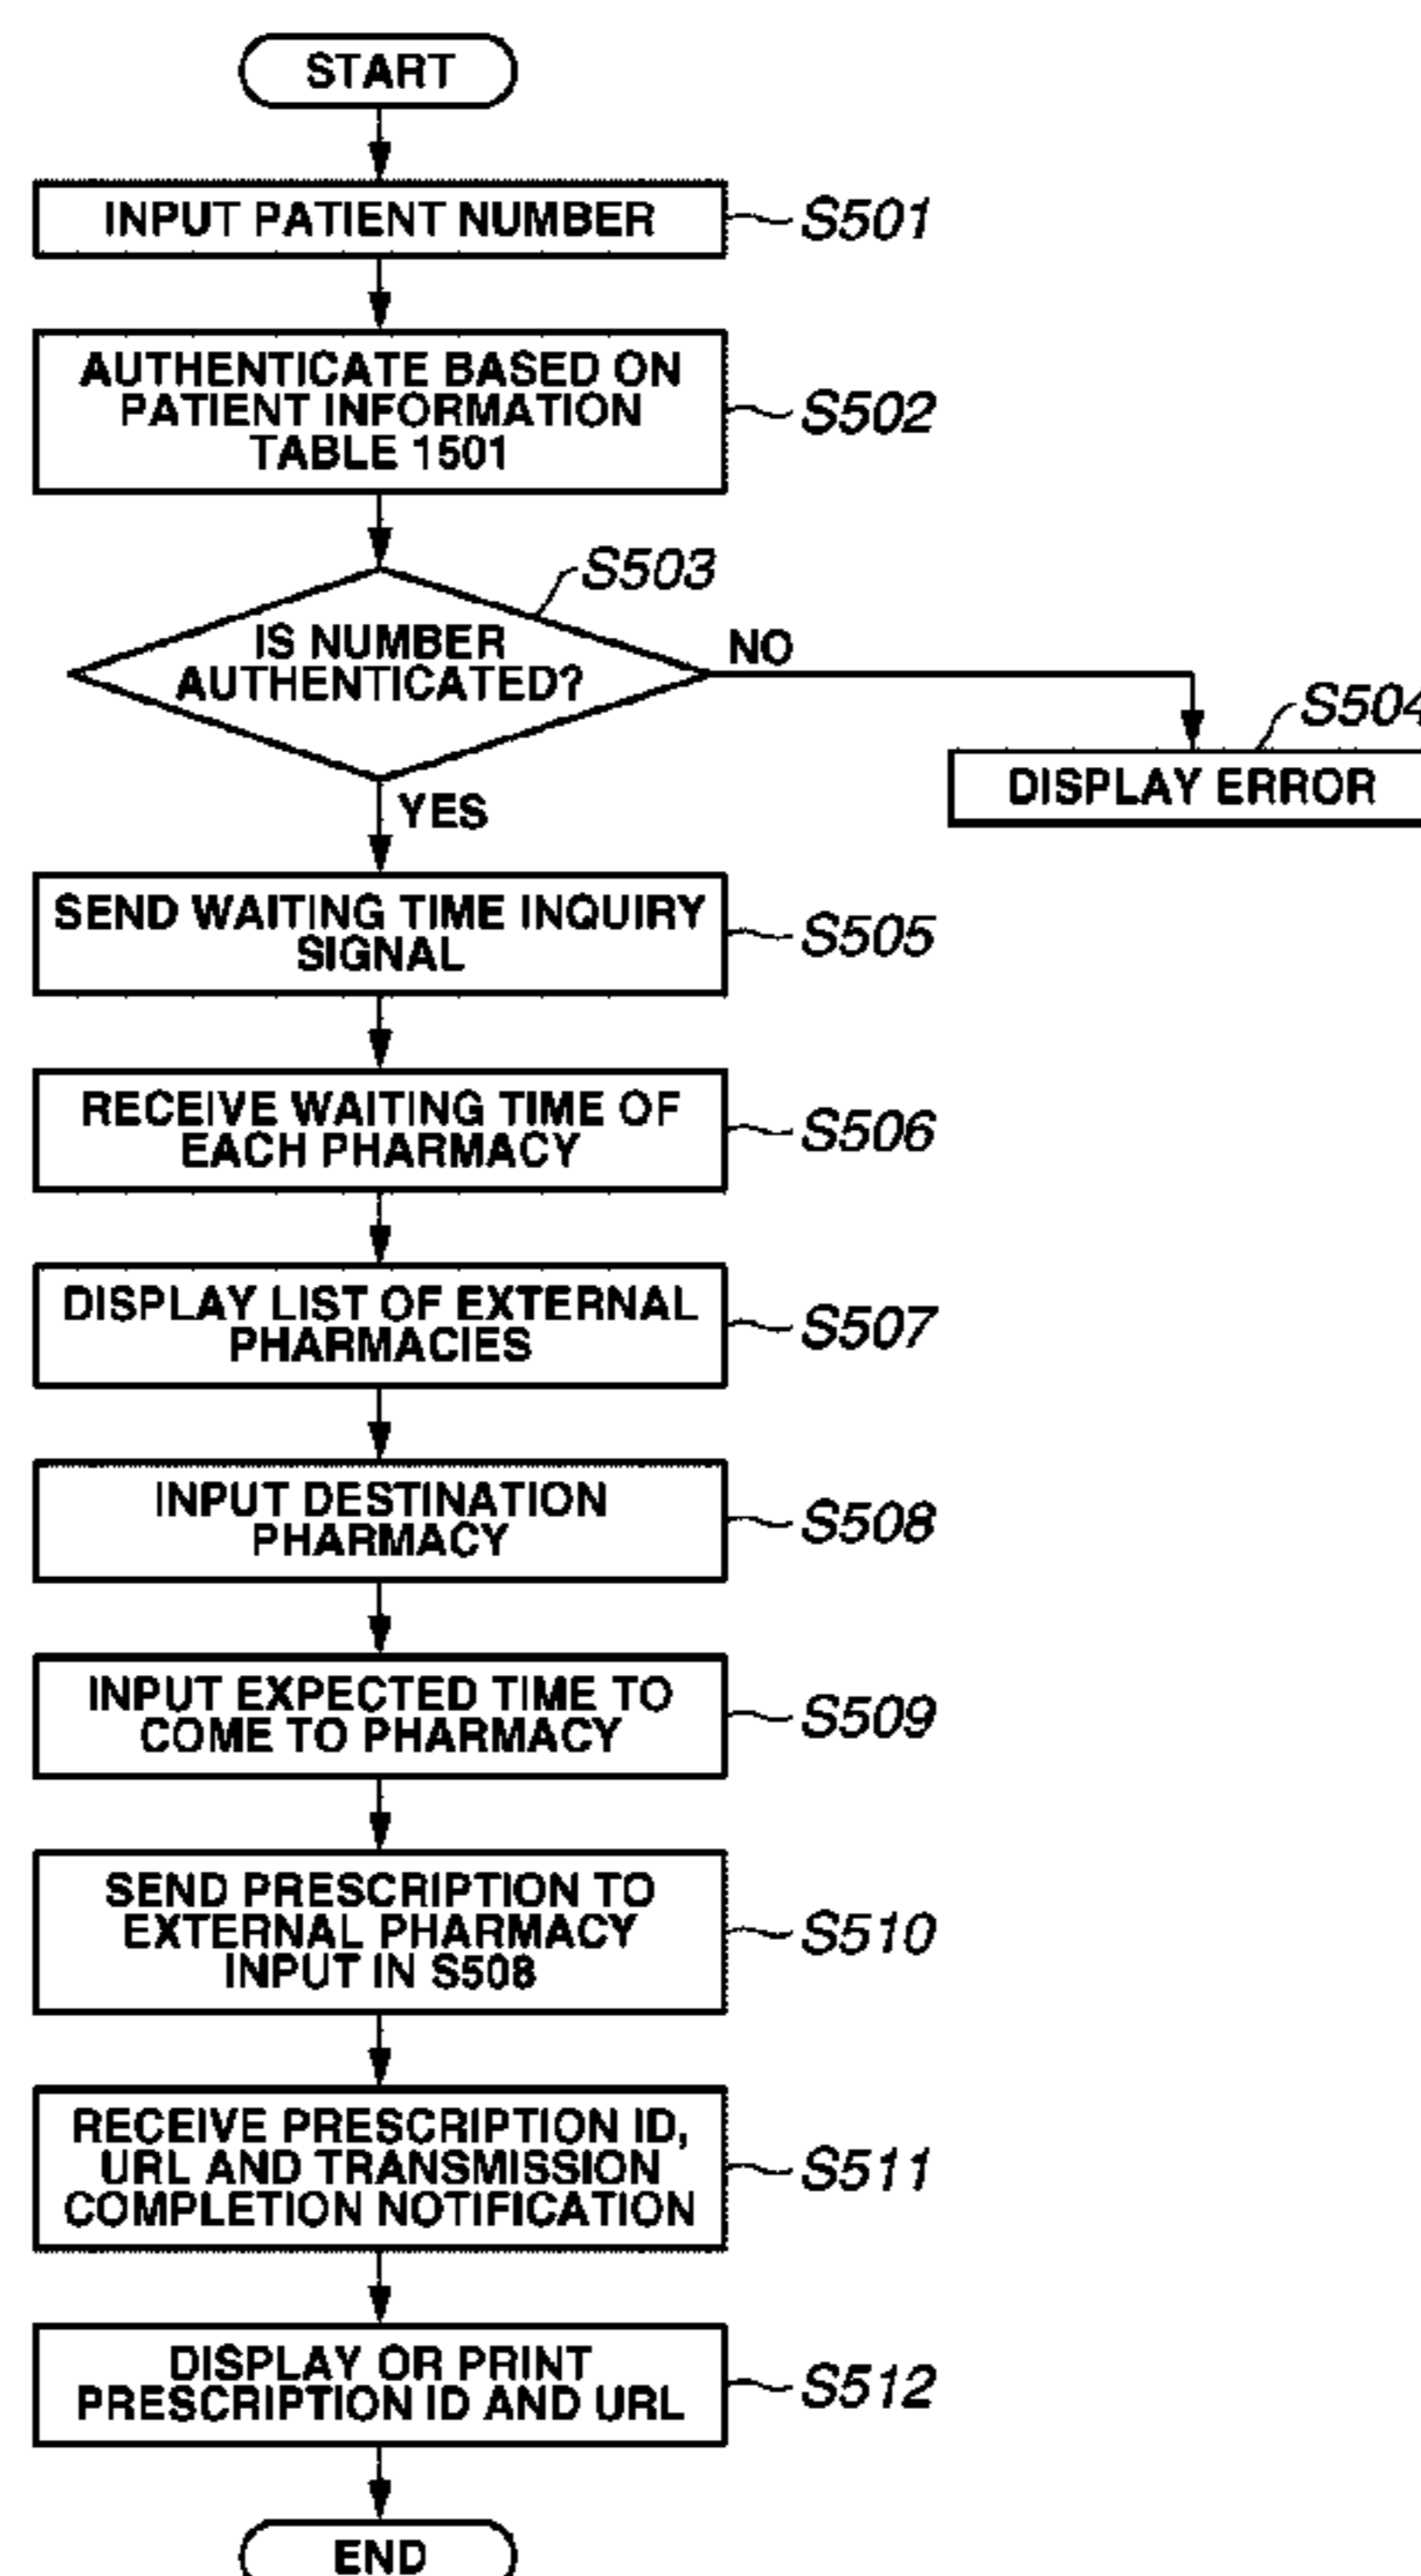 START
INPUT PATIENT NUMBER
S501
AUTHENTICATE BASED ON
PATIENT INFORMATION
TABLE 1501
S502
S503
IS NUMBER
AUTHENTICATED?
NO
S504
DISPLAY ERROR
YES
SEND WAITING TIME INQUIRY
SIGNAL
S505
RECEIVE WAITING TIME OF
EACH PHARMACY
S506
DISPLAY LIST OF EXTERNAL
PHARMACIES
S507
INPUT DESTINATION
PHARMACY
S508
INPUT EXPECTED TIME TO
COME TO PHARMACY
S509
SEND PRESCRIPTION TO
EXTERNAL PHARMACY
INPUT IN S508
S510
RECEIVE PRESCRIPTION ID,
URL AND TRANSMISSION
COMPLETION NOTIFICATION
S511
DISPLAY OR PRINT
PRESCRIPTION ID AND URL
S512
END